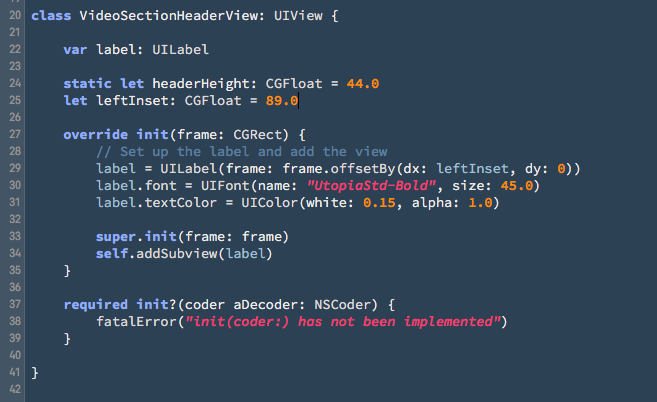 20 class VideoSectionHeaderView: UIView {
21
22     var label: UILabel
23
24     static let headerHeight: CGFloat = 44.0
25     let leftInset: CGFloat = 89.0
26
27     override init(frame: CGRect) {
28         // Set up the label and add the view
29         label = UILabel(frame: frame.offsetBy(dx: leftInset, dy: 0))
30         label.font = UIFont(name: "UtopiaStd-Bold", size: 45.0)
31         label.textColor = UIColor(white: 0.15, alpha: 1.0)
32
33         super.init(frame: frame)
34         self.addSubview(label)
35     }
36
37     required init?(coder aDecoder: NSCoder) {
38         fatalError("init(coder:) has not been implemented")
39     }
40
41 }
42